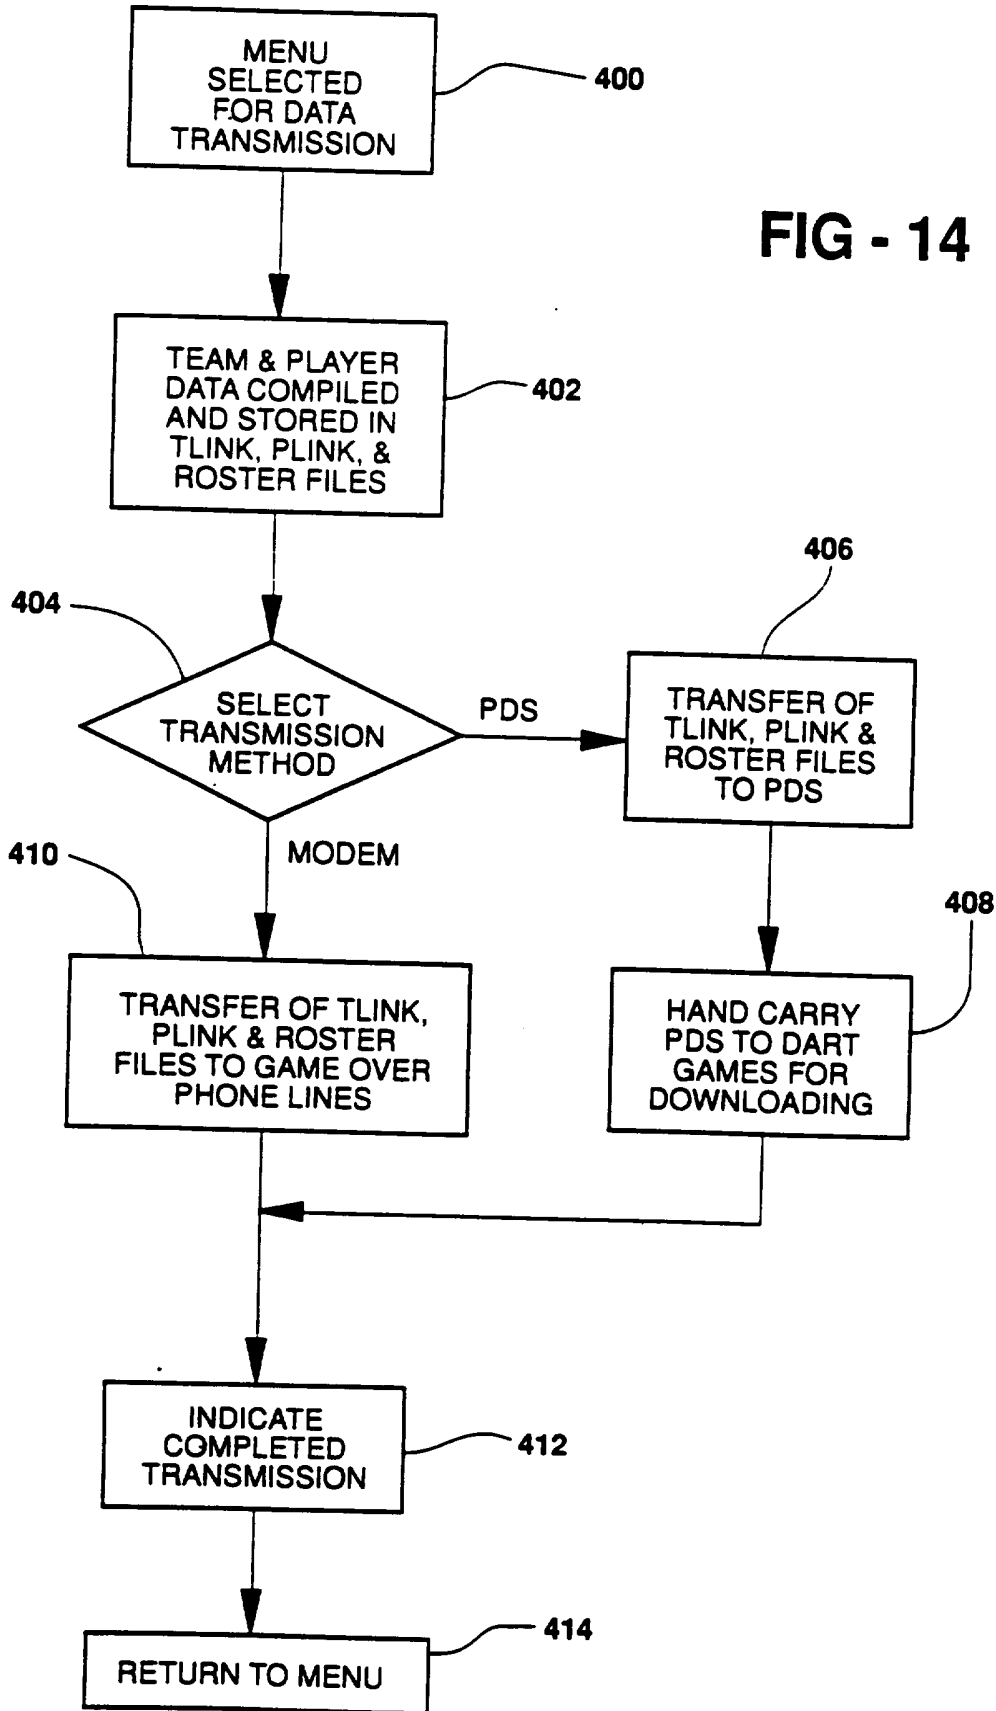 MENU
SELECTED
FOR DATA
TRANSMISSION
400
FIG - 14
TEAM & PLAYER
DATA COMPILED
AND STORED IN
TLINK, PLINK, &
ROSTER FILES
402
404
SELECT
TRANSMISSION
METHOD
PDS
406
TRANSFER OF
TLINK, PLINK &
ROSTER FILES
TO PDS
MODEM
410
TRANSFER OF TLINK,
PLINK & ROSTER
FILES TO GAME OVER
PHONE LINES
408
HAND CARRY
PDS TO DART
GAMES FOR
DOWNLOADING
INDICATE
COMPLETED
TRANSMISSION
412
RETURN TO MENU
414